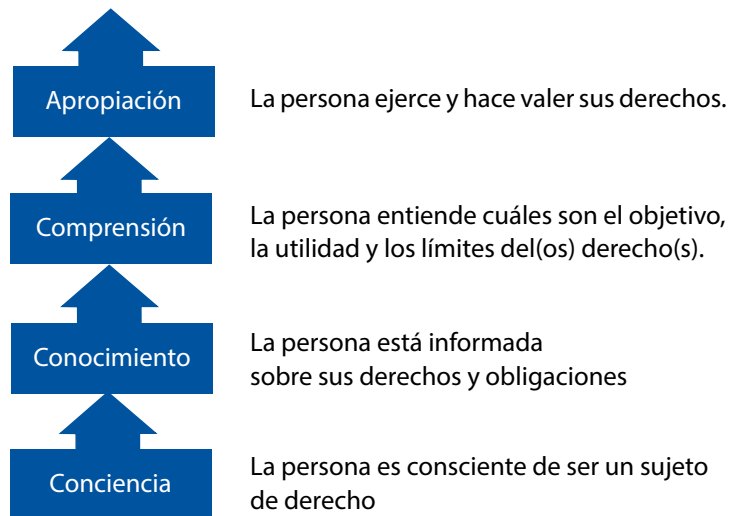 Apropiación
La persona ejerce y hace valer sus derechos.
Comprensión
La persona entiende cuáles son el objetivo,
la utilidad y los límites del(os) derecho(s).
Conocimiento
La persona está informada
sobre sus derechos y obligaciones
Conciencia
La persona es consciente de ser un sujeto
de derecho